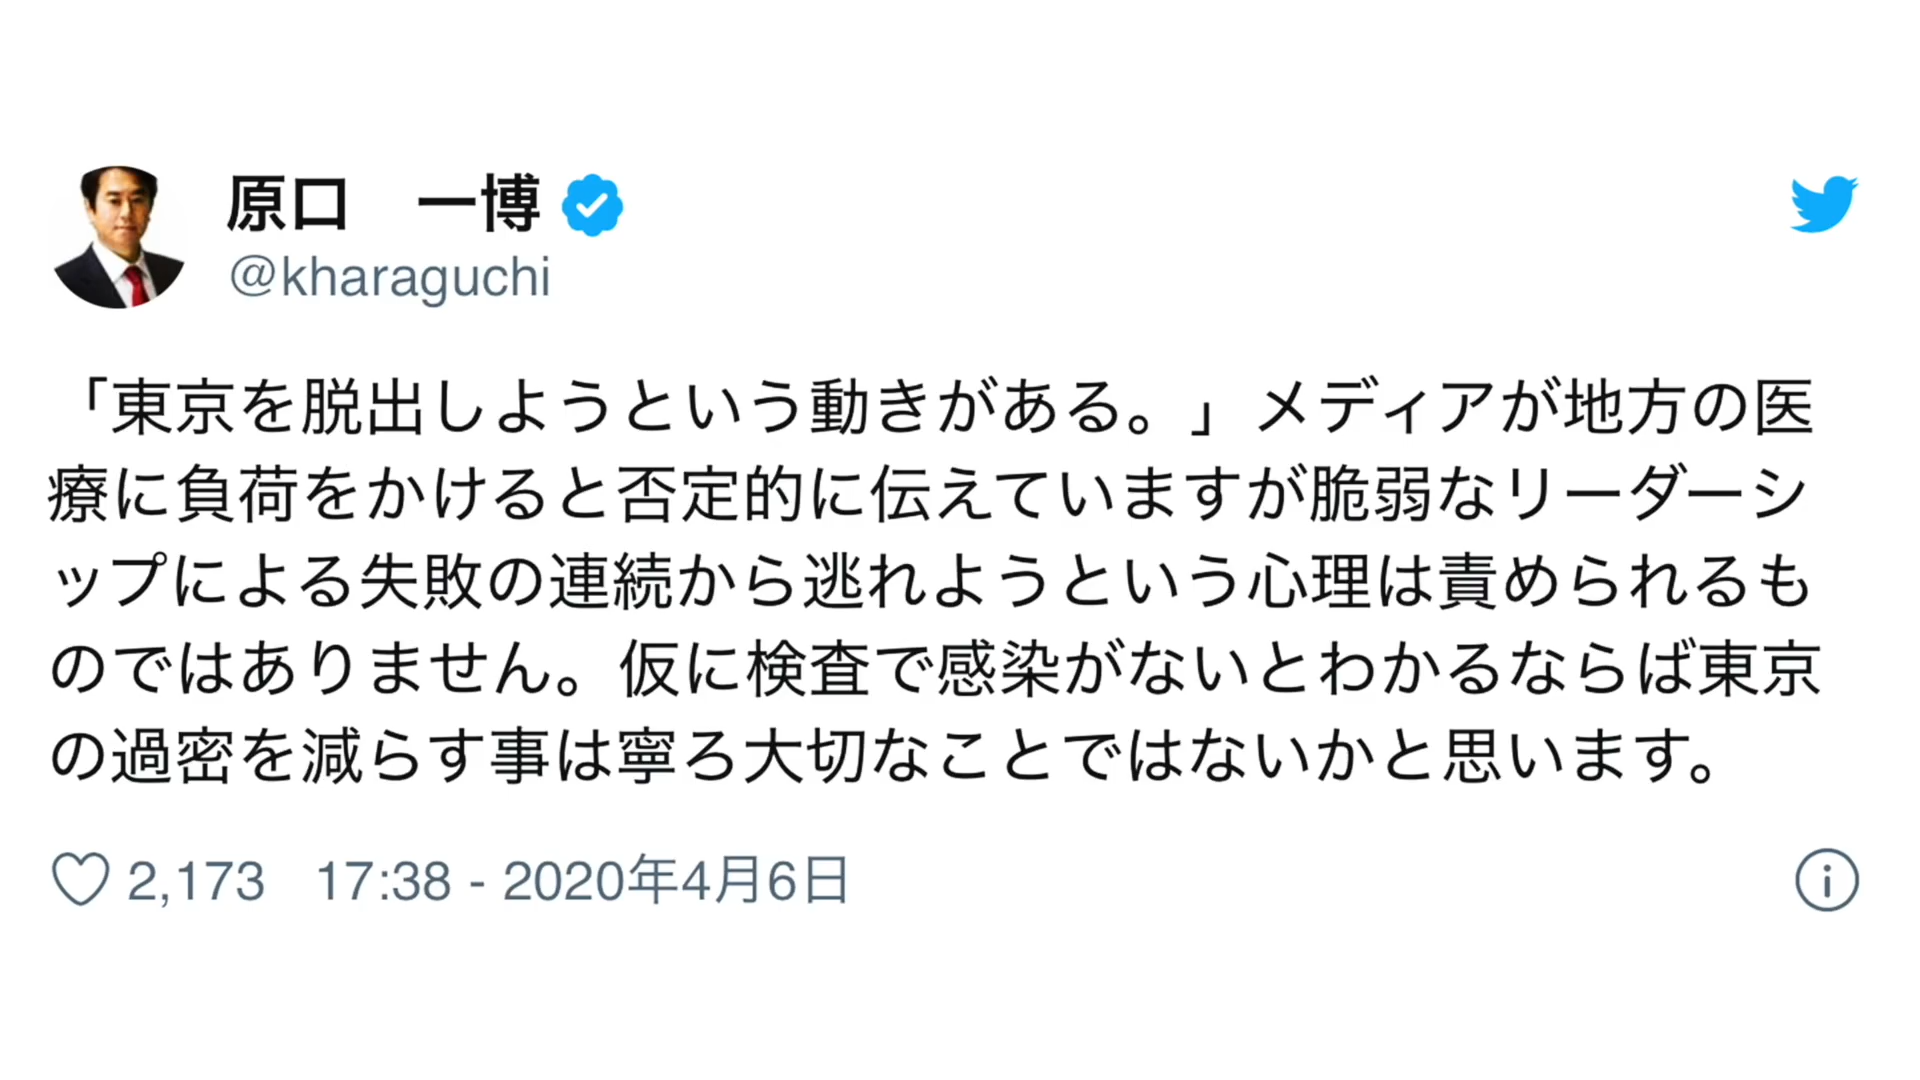 原口　一博
@kharaguchi
「東京を脱出しようという動きがある。」メディアが地方の医
療に負荷をかけると否定的に伝えていますが脆弱なリーダーシ
ップによる失敗の連続から逃れようという心理は責められるも
のではありません。仮に検査で感染がないとわかるならば東京
の過密を減らす事は寧ろ大切なことではないかと思います。
2,173 17:38 - 2020年4月6日